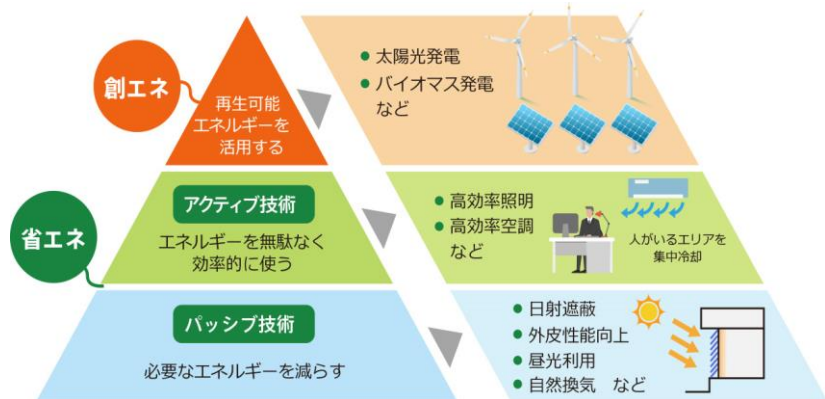 創エネ
再生可能
エネルギーを
活用する
太陽光発電
バイオマス発電
など
省エネ
アクティブ技術
エネルギーを無駄なく
効率的に使う
高効率照明
高効率空調
など
人がいるエリアを
集中冷却
パッシブ技術
必要なエネルギーを減らす
日射遮蔽
外皮性能向上
昼光利用
自然換気 など